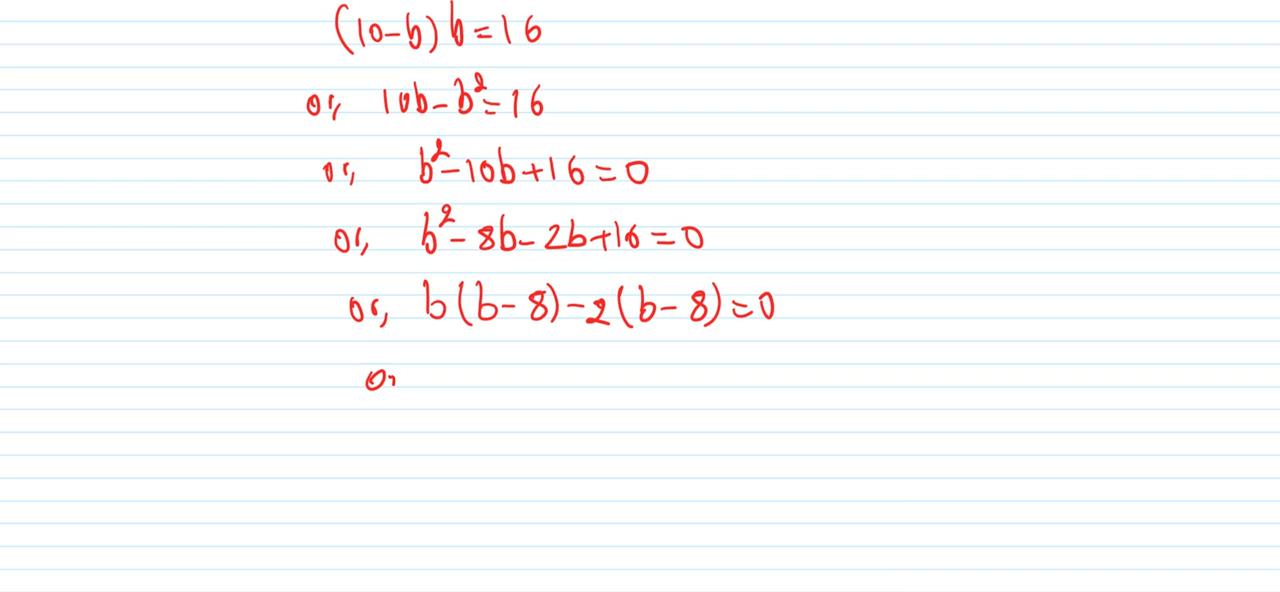 (10-b) b = 16
or, 10b - b² = 16
or, b² - 10b + 16 = 0
or, b² - 8b - 2b + 16 = 0
or, b(b - 8) - 2(b - 8) = 0
or